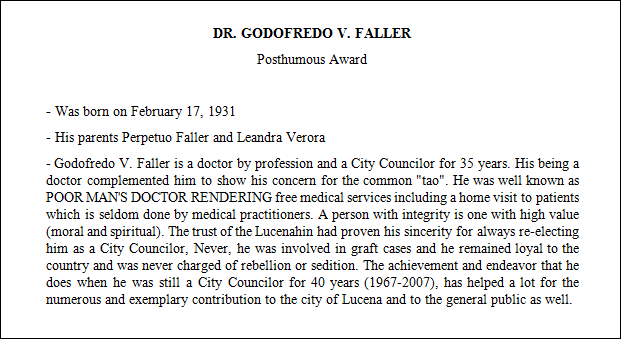 DR. GODOFREDO V. FALLER
Posthumous Award
- Was born on February 17, 1931
- His parents Perpetuo Faller and Leandra Verora
- Godofredo V. Faller is a doctor by profession and a City Councilor for 35 years. His being a
doctor complemented him to show his concern for the common "tao". He was well known as
POOR MAN'S DOCTOR RENDERING free medical services including a home visit to patients
which is seldom done by medical practitioners. A person with integrity is one with high value
(moral and spiritual). The trust of the Lucenahin had proven his sincerity for always re-electing
him as a City Councilor, Never, he was involved in graft cases and he remained loyal to the
country and was never charged of rebellion or sedition. The achievement and endeavor that he
does when he was still a City Councilor for 40 years (1967-2007), has helped a lot for the
numerous and exemplary contribution to the city of Lucena and to the general public as well.